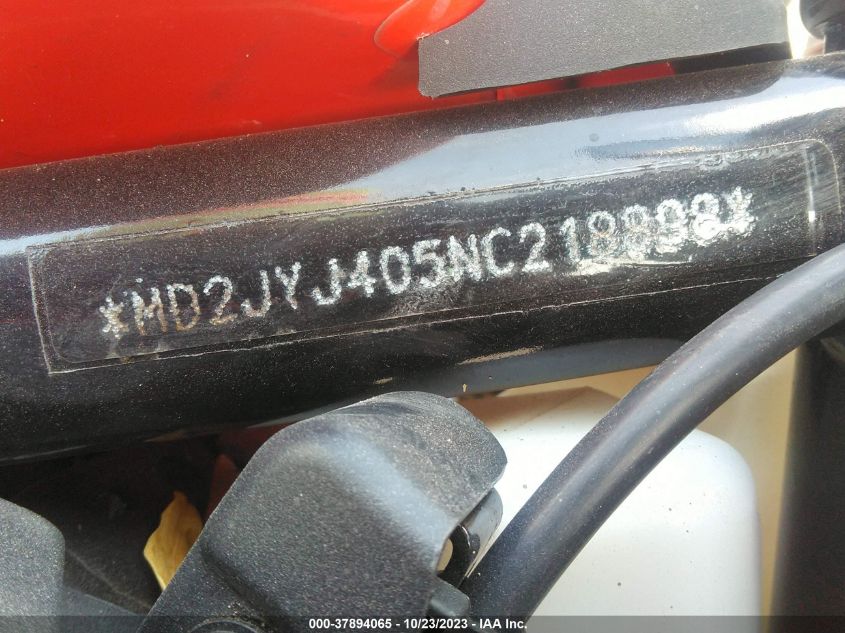 *MD2JYJ405NC218898*
000-37894065 | 10/23/2023 - IAA Inc.